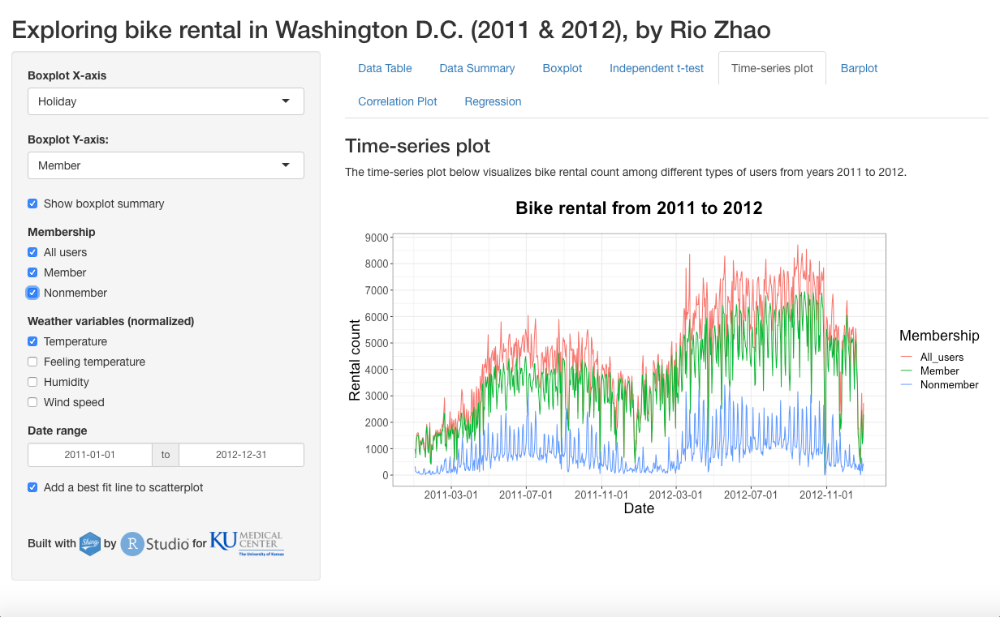 Exploring bike rental in Washington D.C. (2011 & 2012), by Rio Zhao
Boxplot X-axis
Holiday
Boxplot Y-axis:
Member
Show boxplot summary
Membership
All users
Member
Nonmember
Weather variables (normalized)
Temperature
Feeling temperature
Humidity
Wind speed
Date range
2011-01-01 to 2012-12-31
Add a best fit line to scatterplot
Built with Shiny by R Studio for KU MEDICAL CENTER
The University of Kansas
Data Table Data Summary Boxplot Independent t-test Time-series plot Barplot
Correlation Plot Regression
Time-series plot
The time-series plot below visualizes bike rental count among different types of users from years 2011 to 2012.
Bike rental from 2011 to 2012
Rental count
9000
8000
7000
6000
5000
4000
3000
2000
1000
0
2011-03-01 2011-07-01 2011-11-01 2012-03-01 2012-07-01 2012-11-01
Date
Membership
All_users
Member
Nonmember